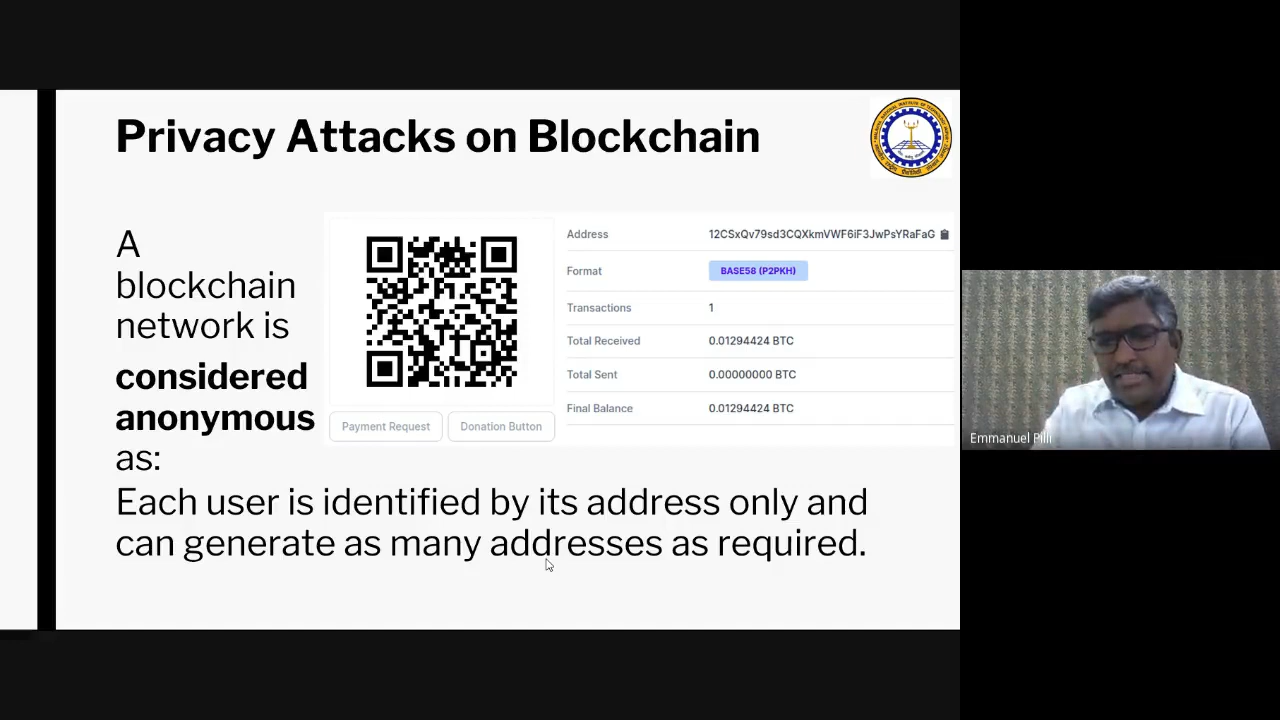 Privacy Attacks on Blockchain
A
blockchain
network is
considered
anonymous
as:
Each user is identified by its address only and
can generate as many addresses as required.
Payment Request
Donation Button
Address 12CSxQv79sd3CQXkmVWF6iF3JwPsYRaFaG
Format BASE58 (P2PKH)
Transactions 1
Total Received 0.01294424 BTC
Total Sent 0.00000000 BTC
Final Balance 0.01294424 BTC
Emmanuel Pilli